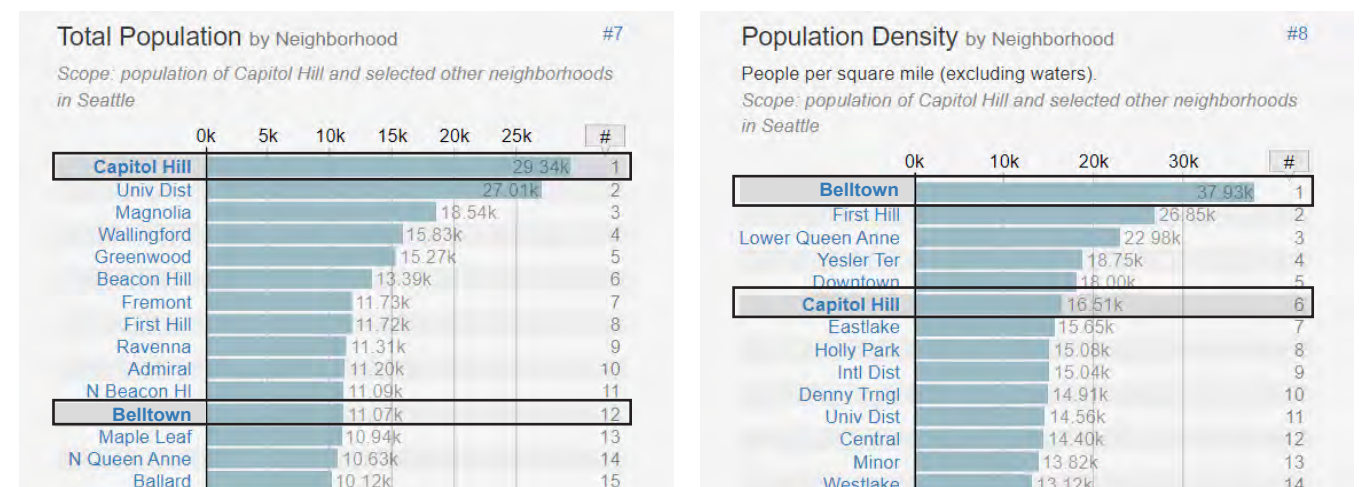 Total Population by Neighborhood #7
Scope: population of Capitol Hill and selected other neighborhoods
in Seattle
0k 5k 10k 15k 20k 25k #
Capitol Hill 29.34k 1
Univ Dist 27.01k 2
Magnolia 18.54k 3
Wallingford 15.83k 4
Greenwood 15.27k 5
Beacon Hill 13.39k 6
Fremont 11.73k 7
First Hill 11.72k 8
Ravenna 11.31k 9
Admiral 11.20k 10
N Beacon Hl 11.09k 11
Belltown 11.07k 12
Maple Leaf 10.94k 13
N Queen Anne 10.63k 14
Ballard 10.12k 15
Population Density by Neighborhood #8
People per square mile (excluding waters).
Scope: population of Capitol Hill and selected other neighborhoods
in Seattle
0k 10k 20k 30k #
Belltown 37.93k 1
First Hill 26.85k 2
Lower Queen Anne 22.98k 3
Yesler Ter 18.75k 4
Downtown 18.00k 5
Capitol Hill 16.51k 6
Eastlake 15.65k 7
Holly Park 15.08k 8
Intl Dist 15.04k 9
Denny Trngl 14.91k 10
Univ Dist 14.56k 11
Central 14.40k 12
Minor 13.82k 13
Westlake 13.12k 14